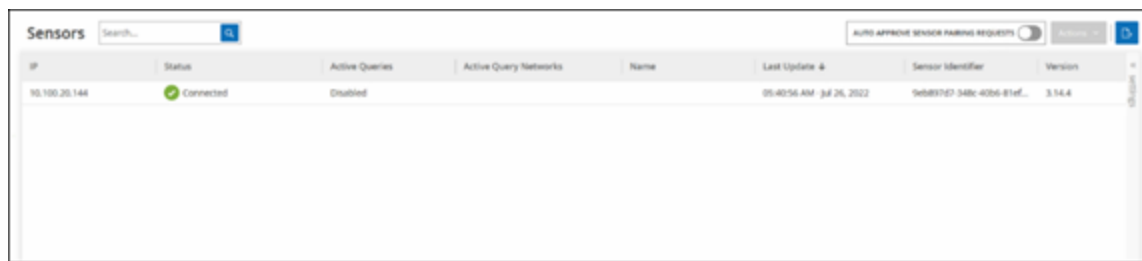 Sensors Search... AUTO APPROVE SENSOR PAIRING REQUESTS Actions
IP Status Active Queries Active Query Networks Name Last Update Sensor Identifier Version
10.100.20.144 Connected Disabled 05:40:56 AM - Jul 26, 2022 9eb897d7-348c-40b6-81ef... 3.14.4
Settings